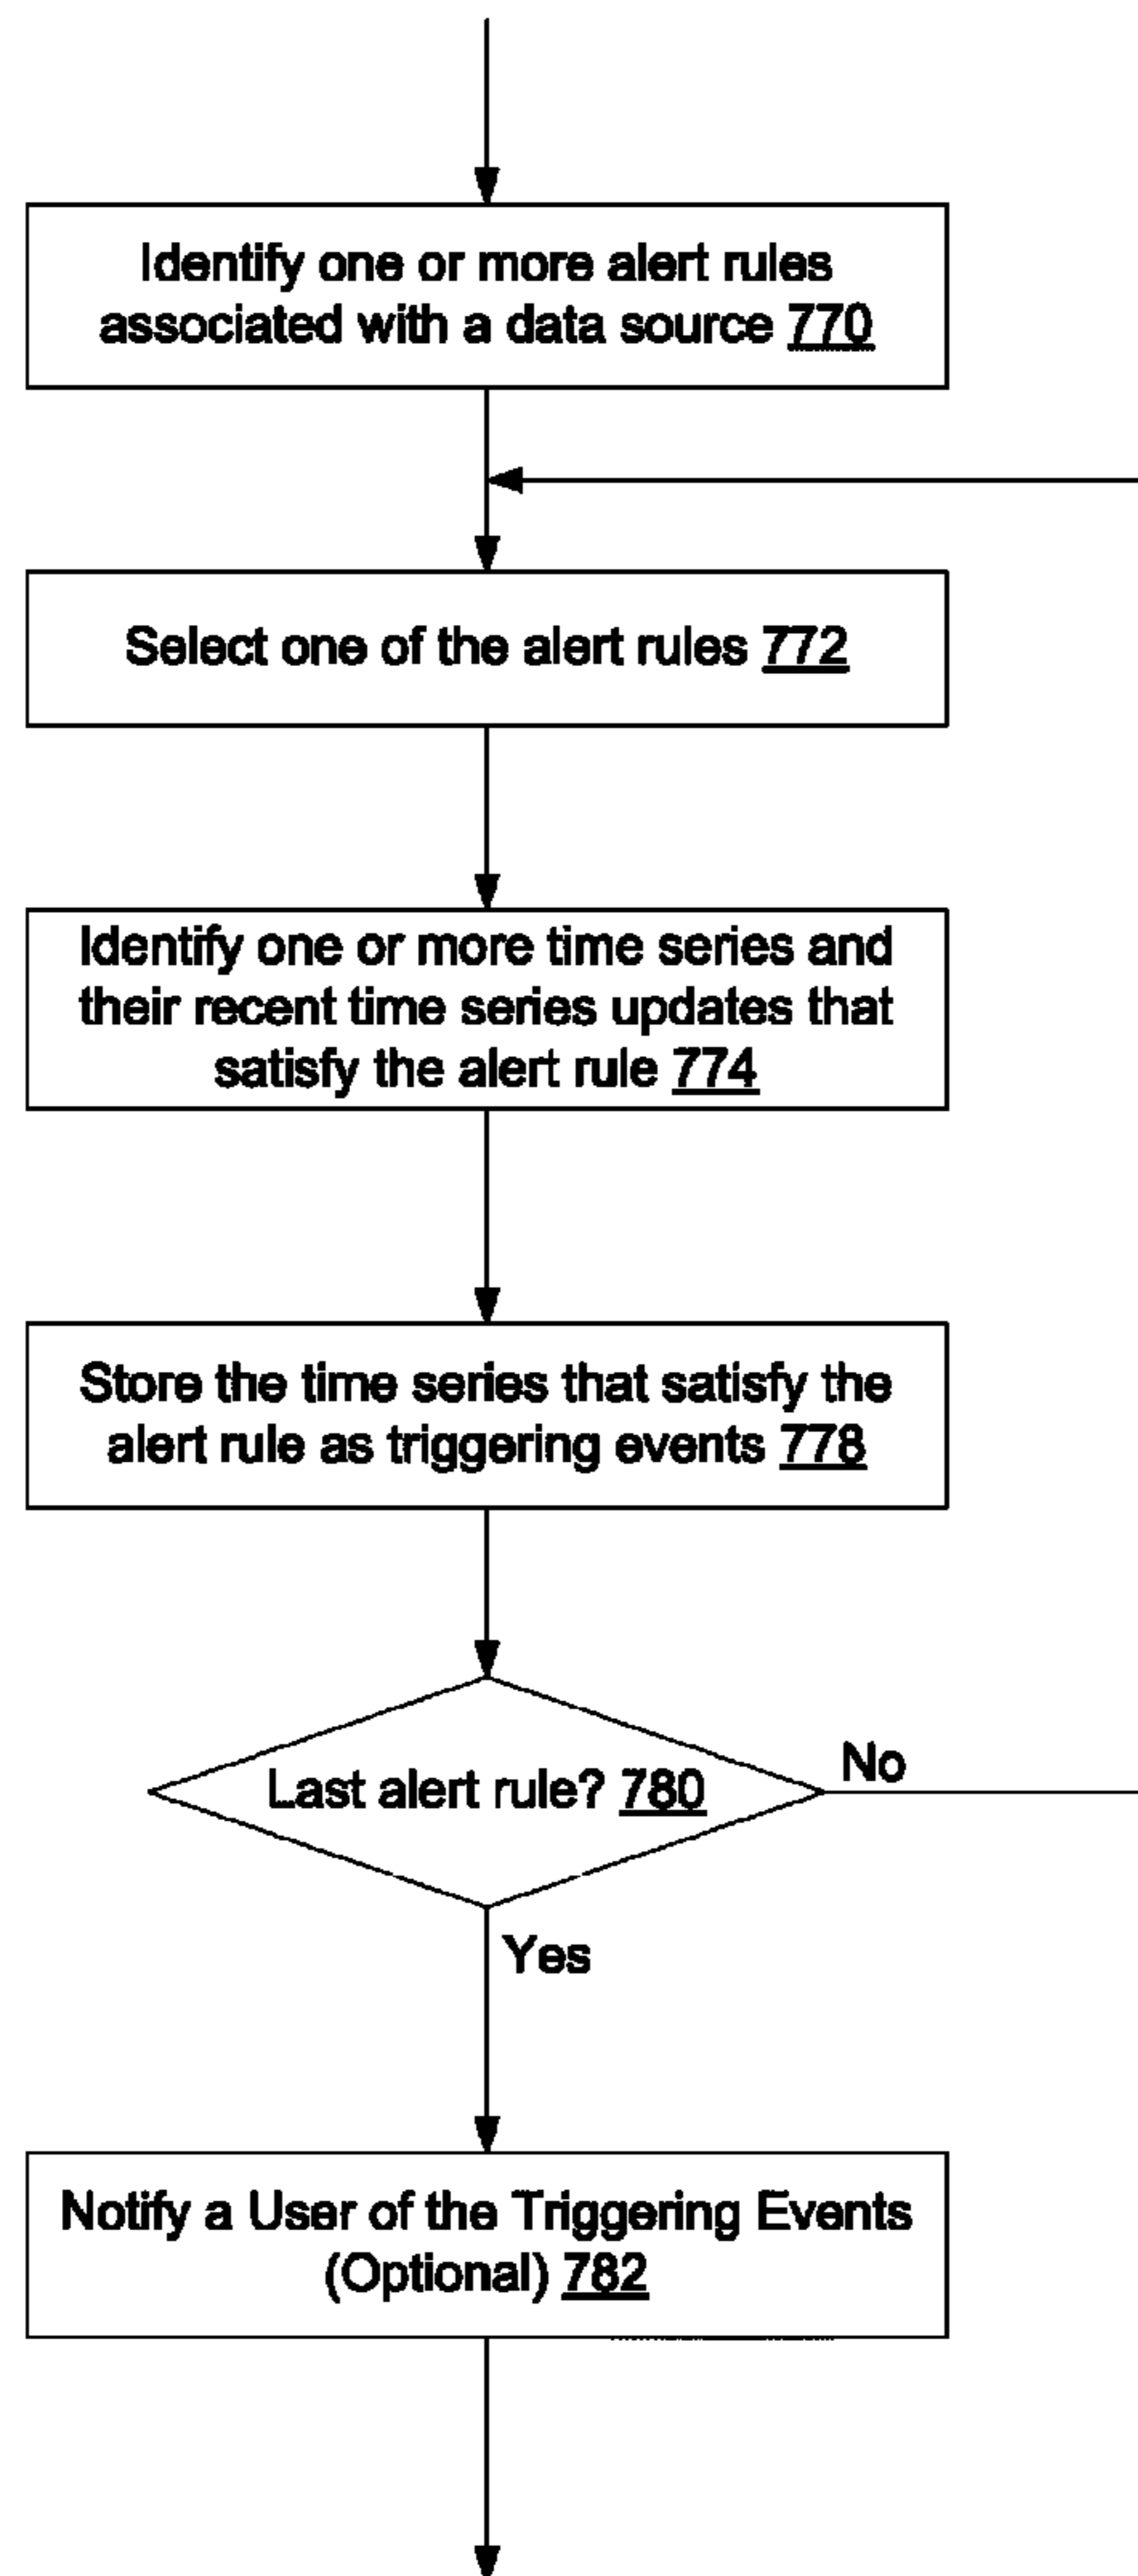 Identify one or more alert rules
associated with a data source 770
Select one of the alert rules 772
Identify one or more time series and
their recent time series updates that
satisfy the alert rule 774
Store the time series that satisfy the
alert rule as triggering events 778
Last alert rule? 780
No
Yes
Notify a User of the Triggering Events
(Optional) 782